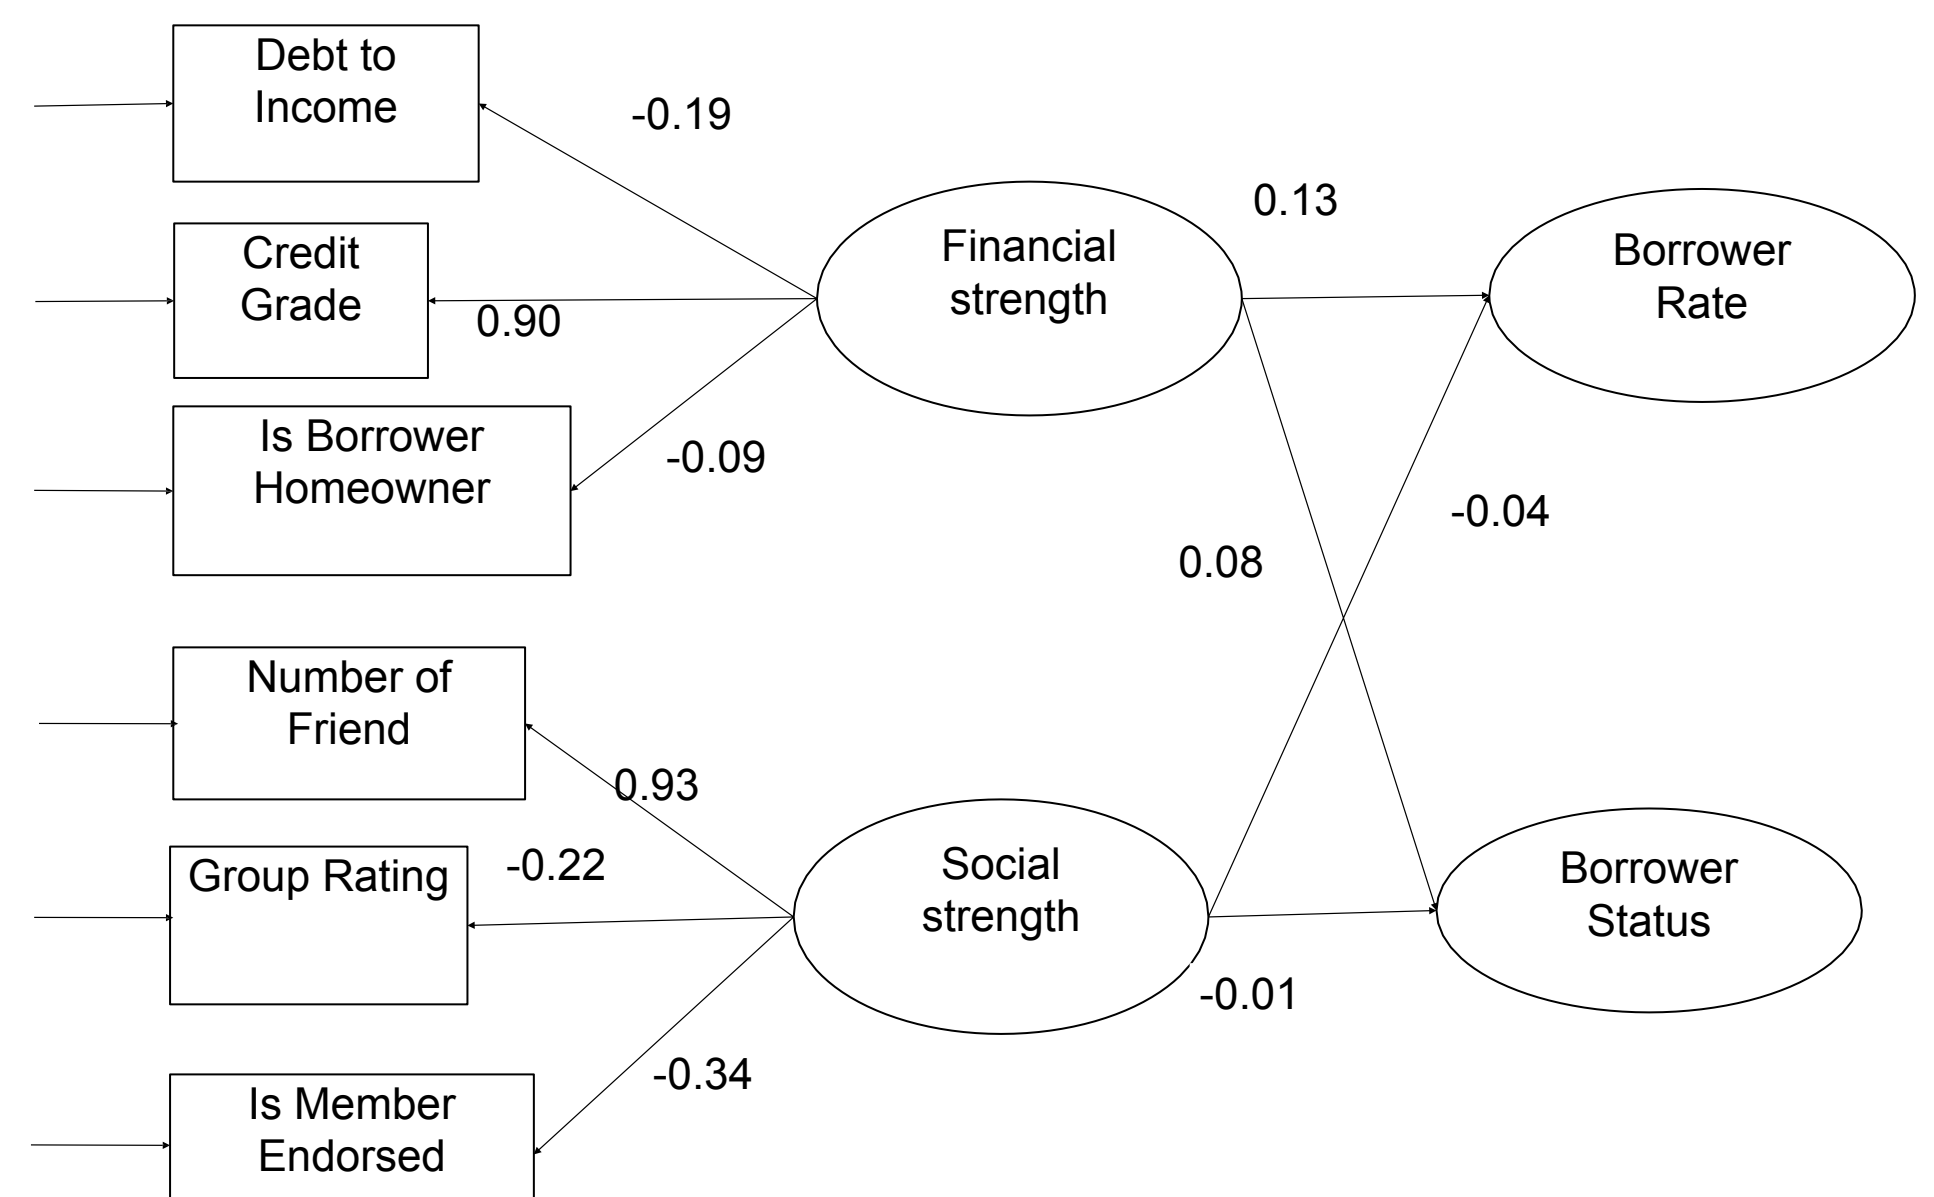 Debt to
Income
-0.19
Credit
Grade
0.90
Is Borrower
Homeowner
-0.09
Financial
strength
0.13
Borrower
Rate
-0.04
0.08
Number of
Friend
0.93
Group Rating
-0.22
Social
strength
Borrower
Status
-0.01
Is Member
Endorsed
-0.34